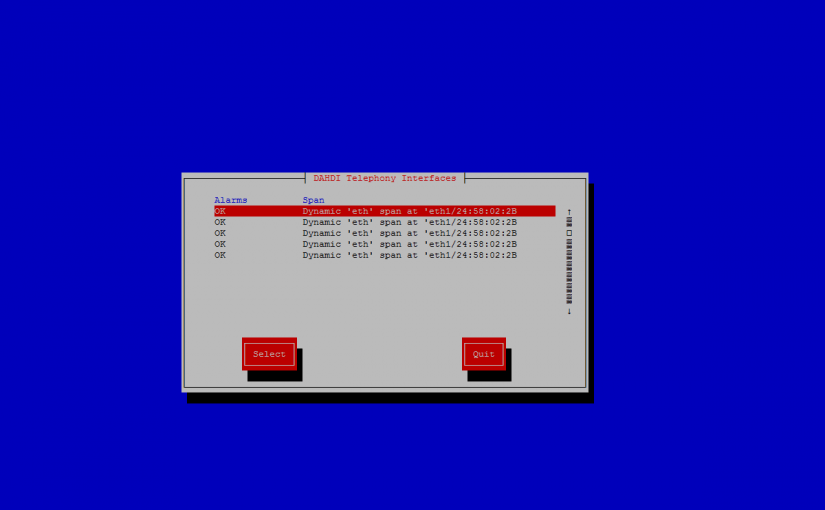 DAHDI Telephony Interfaces
Alarms Span
OK Dynamic 'eth' span at 'eth1/24:58:02:2B
OK Dynamic 'eth' span at 'eth1/24:58:02:2B
OK Dynamic 'eth' span at 'eth1/24:58:02:2B
OK Dynamic 'eth' span at 'eth1/24:58:02:2B
OK Dynamic 'eth' span at 'eth1/24:58:02:2B
Select Quit